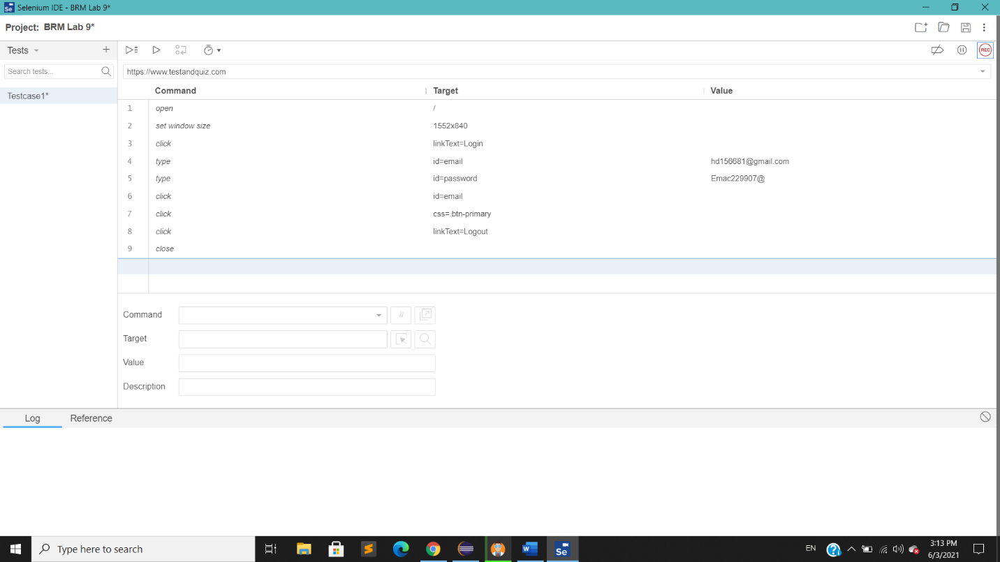 Selenium IDE - BRM Lab 9*
Project: BRM Lab 9*
Tests
Search tests...
Testcase1*
https://www.testandquiz.com
Command Target Value
1 open /
2 set window size 1552x840
3 click linkText=Login
4 type id=email hd156681@gmail.com
5 type id=password Emac229907@
6 click id=email
7 click css=.btn-primary
8 click linkText=Logout
9 close
Command //
Target
Value
Description
Log Reference
Type here to search
EN
3:13 PM
6/3/2021
REC
Se
Se